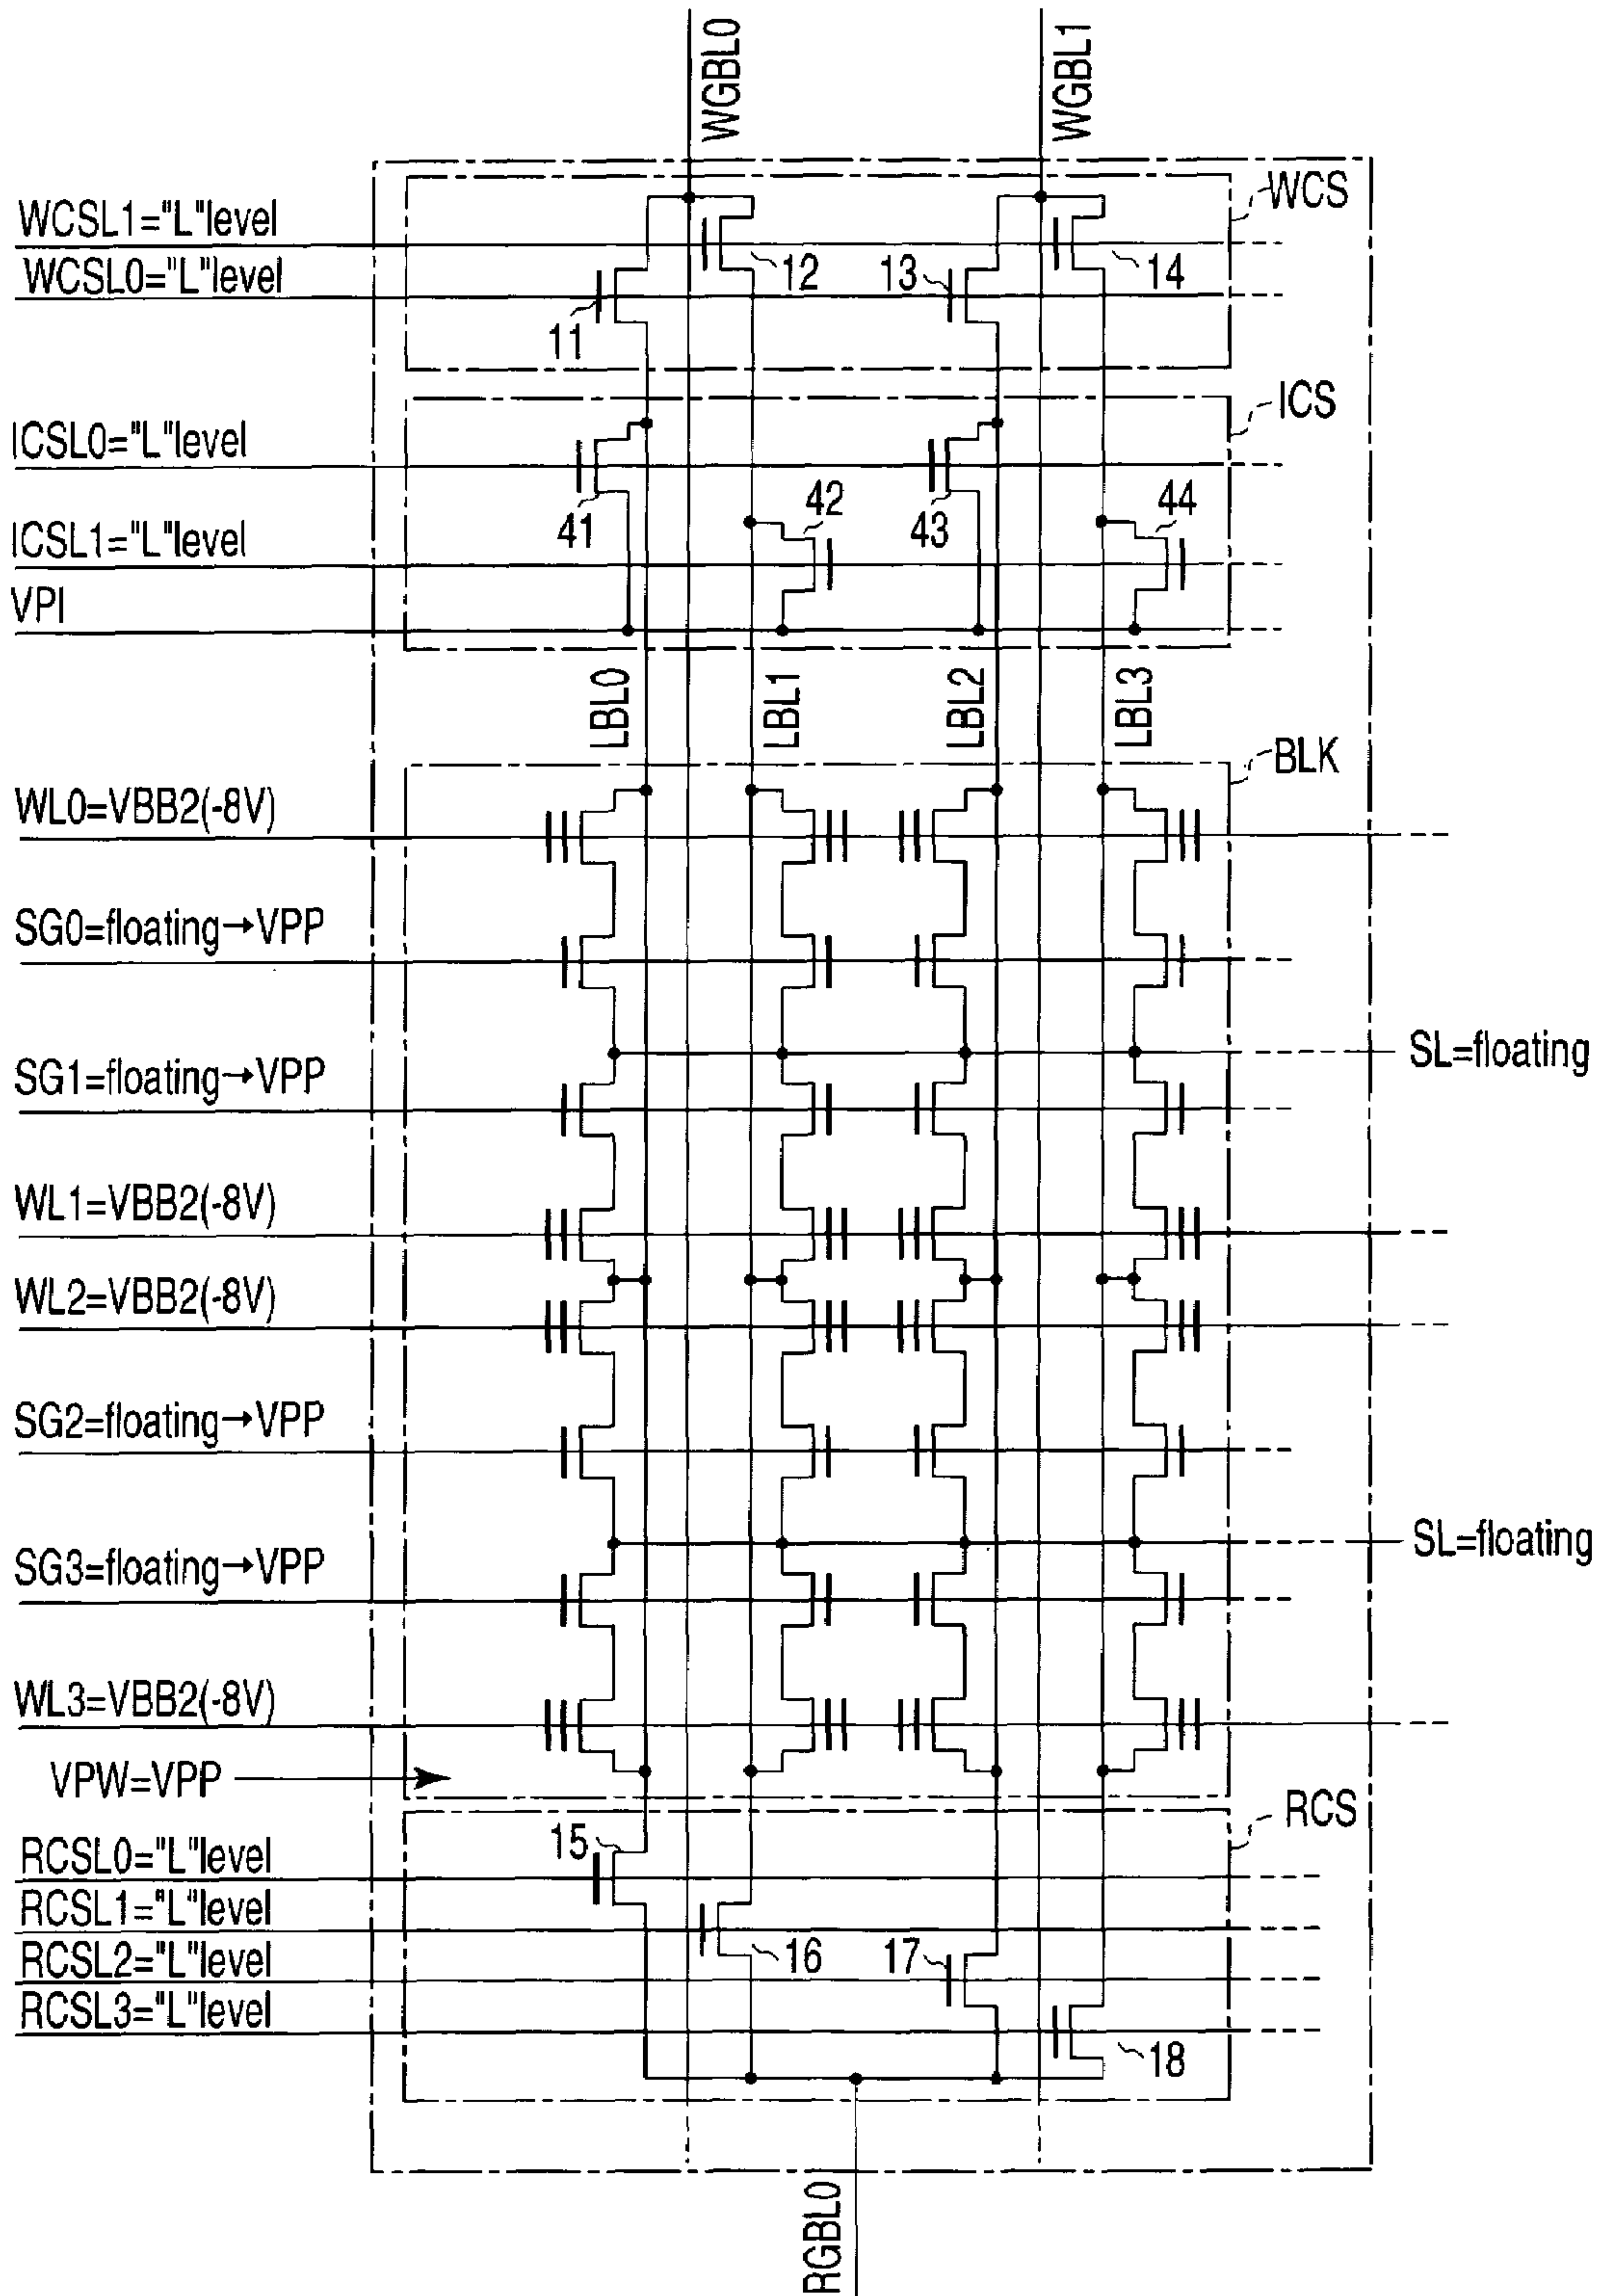 WGBL0
WGBL1
WCS
WCSL1="L"level
WCSL0="L"level
12
13
14
11
ICS
ICSL0="L"level
42
44
41
43
ICSL1="L"level
VPI
LBL0
LBL1
LBL2
LBL3
BLK
WL0=VBB2(-8V)
SG0=floating→VPP
SL=floating
SG1=floating→VPP
WL1=VBB2(-8V)
WL2=VBB2(-8V)
SG2=floating→VPP
SL=floating
SG3=floating→VPP
WL3=VBB2(-8V)
VPW=VPP
RCS
15
RCSL0="L"level
RCSL1="L"level
16
17
RCSL2="L"level
RCSL3="L"level
18
RGBL0